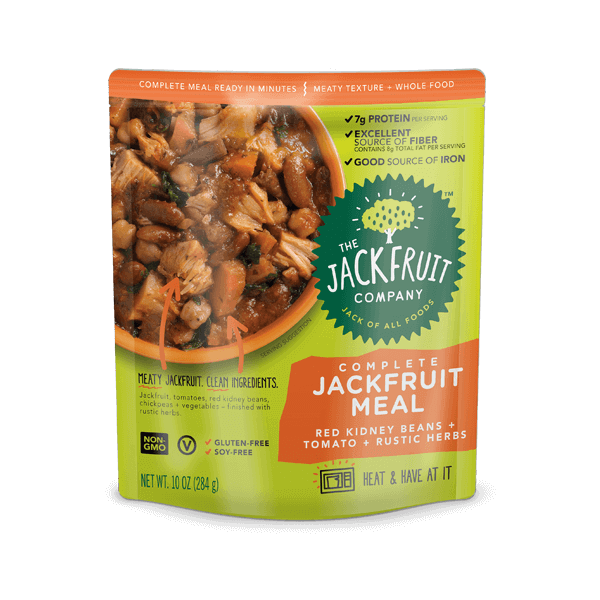 COMPLETE MEAL READY IN MINUTES MEATY TEXTURE + WHOLE FOOD
✓7g PROTEIN PER SERVING
✓EXCELLENT
SOURCE OF FIBER
CONTAINS 8g TOTAL FAT PER SERVING
✓GOOD SOURCE OF IRON
THE
JACKFRUIT™
COMPANY
JACK OF ALL FOODS
SERVING SUGGESTION
MEATY JACKFRUIT. CLEAN INGREDIENTS.
Jackfruit, tomatoes, red kidney beans,
chickpeas + vegetables – finished with
rustic herbs.
COMPLETE
JACKFRUIT
MEAL
RED KIDNEY BEANS +
TOMATO + RUSTIC HERBS
NON-
GMO
V
✓ GLUTEN-FREE
✓ SOY-FREE
NET WT. 10 OZ (284 g)
HEAT & HAVE AT IT